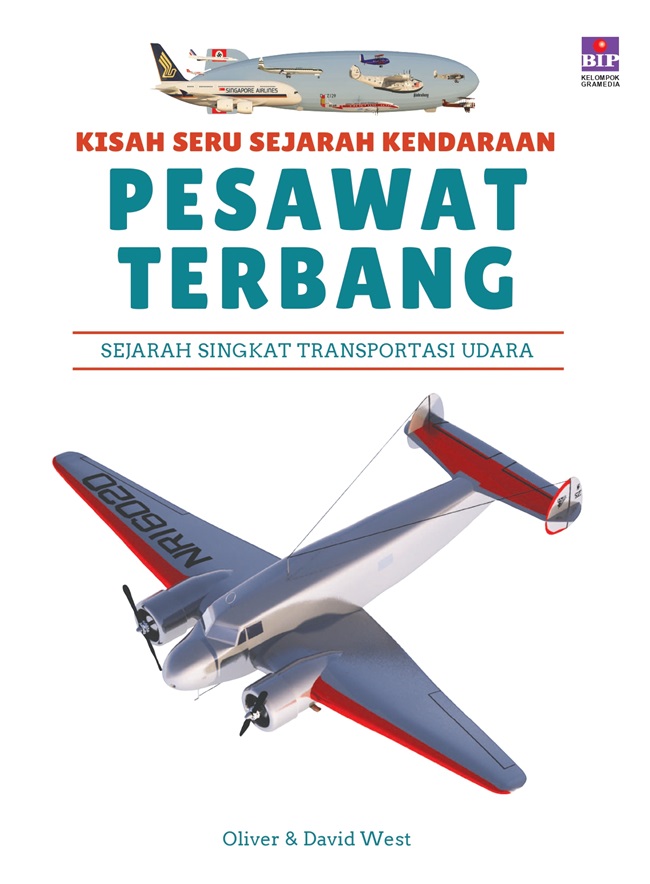 SINGAPORE AIRLINES
BIP
KELOMPOK
GRAMEDIA
KISAH SERU SEJARAH KENDARAAN
PESAWAT
TERBANG
SEJARAH SINGKAT TRANSPORTASI UDARA
NR16020
Oliver & David West